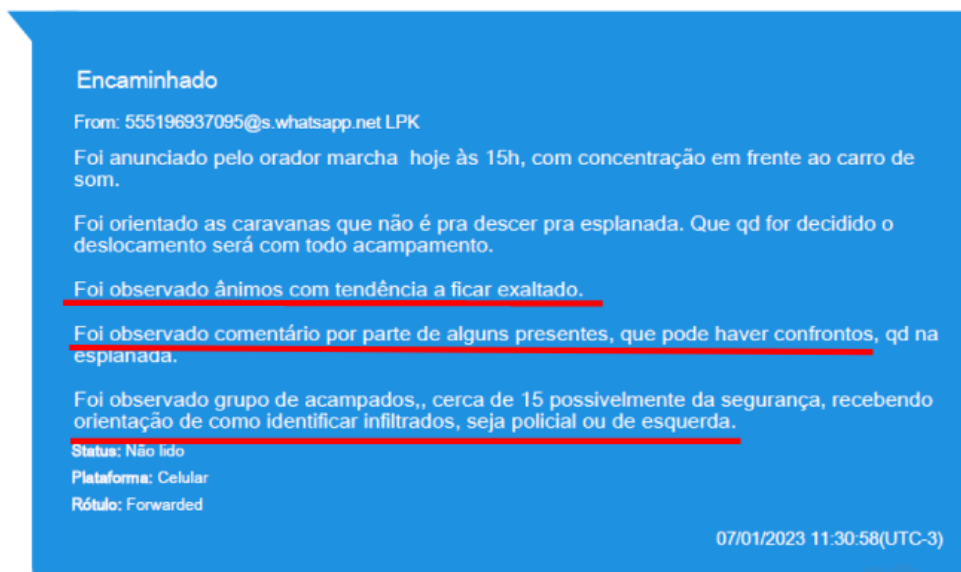 Encaminhado
From: 555196937095@s.whatsapp.net LPK
Foi anunciado pelo orador marcha  hoje às 15h, com concentração em frente ao carro de
som.
Foi orientado as caravanas que não é pra descer pra esplanada. Que qd for decidido o
deslocamento será com todo acampamento.
Foi observado ânimos com tendência a ficar exaltado.
Foi observado comentário por parte de alguns presentes, que pode haver confrontos, qd na
esplanada.
Foi observado grupo de acampados,, cerca de 15 possivelmente da segurança, recebendo
orientação de como identificar infiltrados, seja policial ou de esquerda.
Status: Não lido
Plataforma: Celular
Rótulo: Forwarded
07/01/2023 11:30:58(UTC-3)